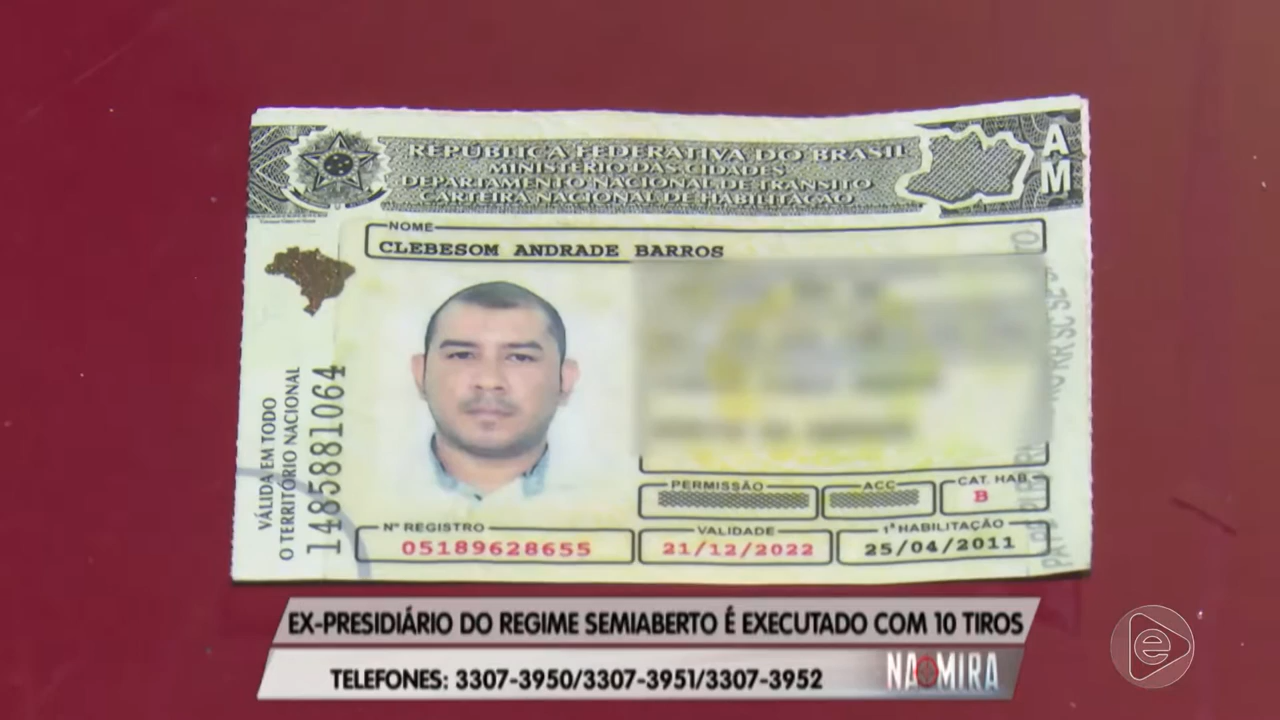 REPÚBLICA FEDERATIVA DO BRASIL
MINISTÉRIO DAS CIDADES
DEPARTAMENTO NACIONAL DE TRÂNSITO
CARTEIRA NACIONAL DE HABILITAÇÃO
AM
NOME
CLEBESOM ANDRADE BARROS
VÁLIDA EM TODO
O TERRITÓRIO NACIONAL
1485881064
PERMISSÃO
ACC
CAT. HAB.
B
Nº REGISTRO
05189628655
VALIDADE
21/12/2022
1ª HABILITAÇÃO
25/04/2011
EX-PRESIDIÁRIO DO REGIME SEMIABERTO É EXECUTADO COM 10 TIROS
TELEFONES: 3307-3950/3307-3951/3307-3952
NA MIRA
e